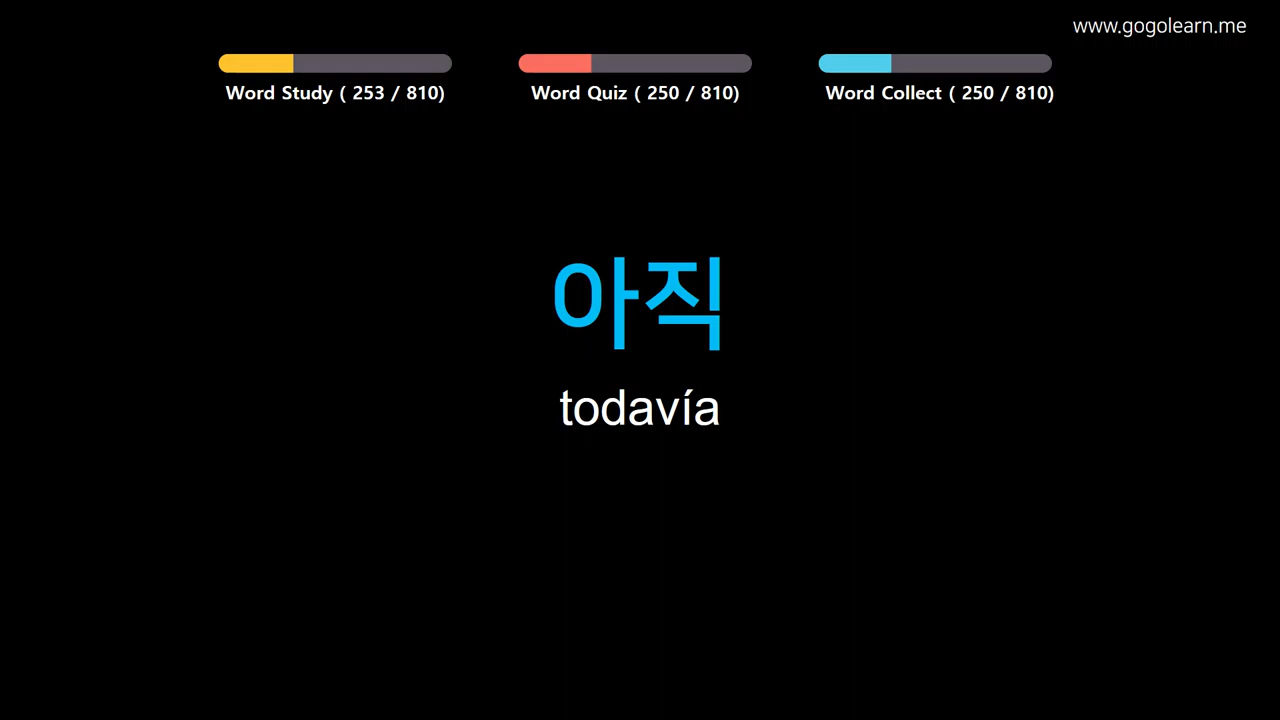 www.gogolearn.me
Word Study ( 253 / 810)
Word Quiz ( 250 / 810)
Word Collect ( 250 / 810)
아직
todavía